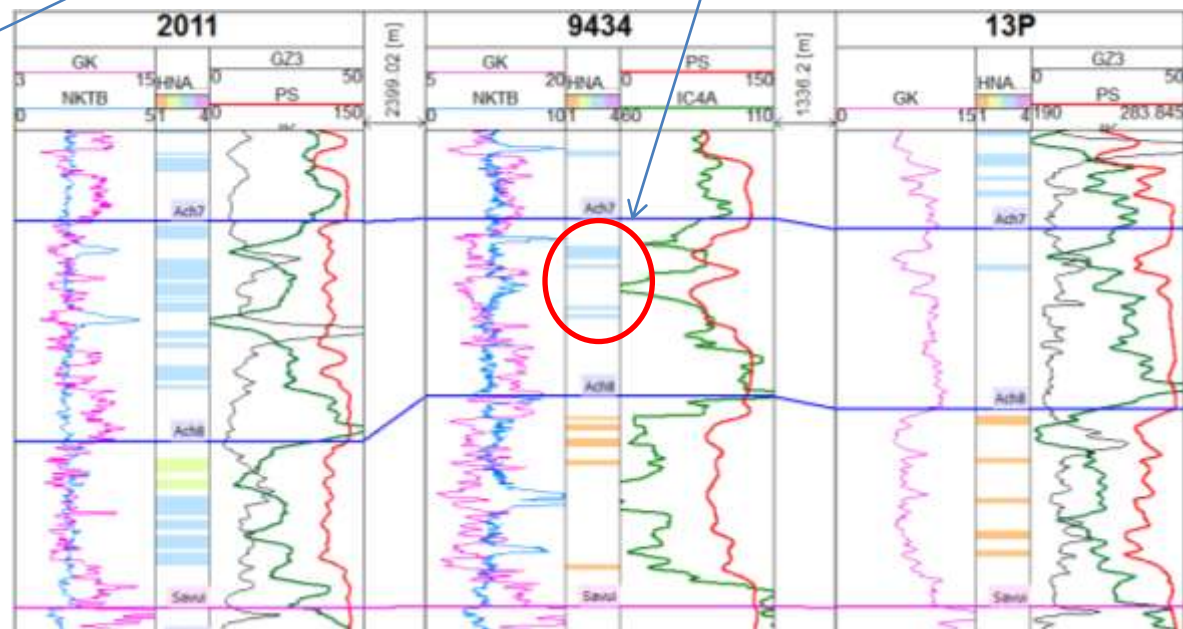 2011 9434 13P
GK GZ3 2399.02 [m] GK PS 1336.2 [m] GZ3
3 15 HNA.. 0 50 5 20 HNA.. 0 150 HNA.. 0 50
NKTB PS NKTB IC4A GK PS
0 5 1 4 0 150 0 10 1 4 60 110 0 15 1 4 190 283.845
Ach7 Ach7 Ach7
Ach8 Ach8 Ach8
Savui Savui Savui